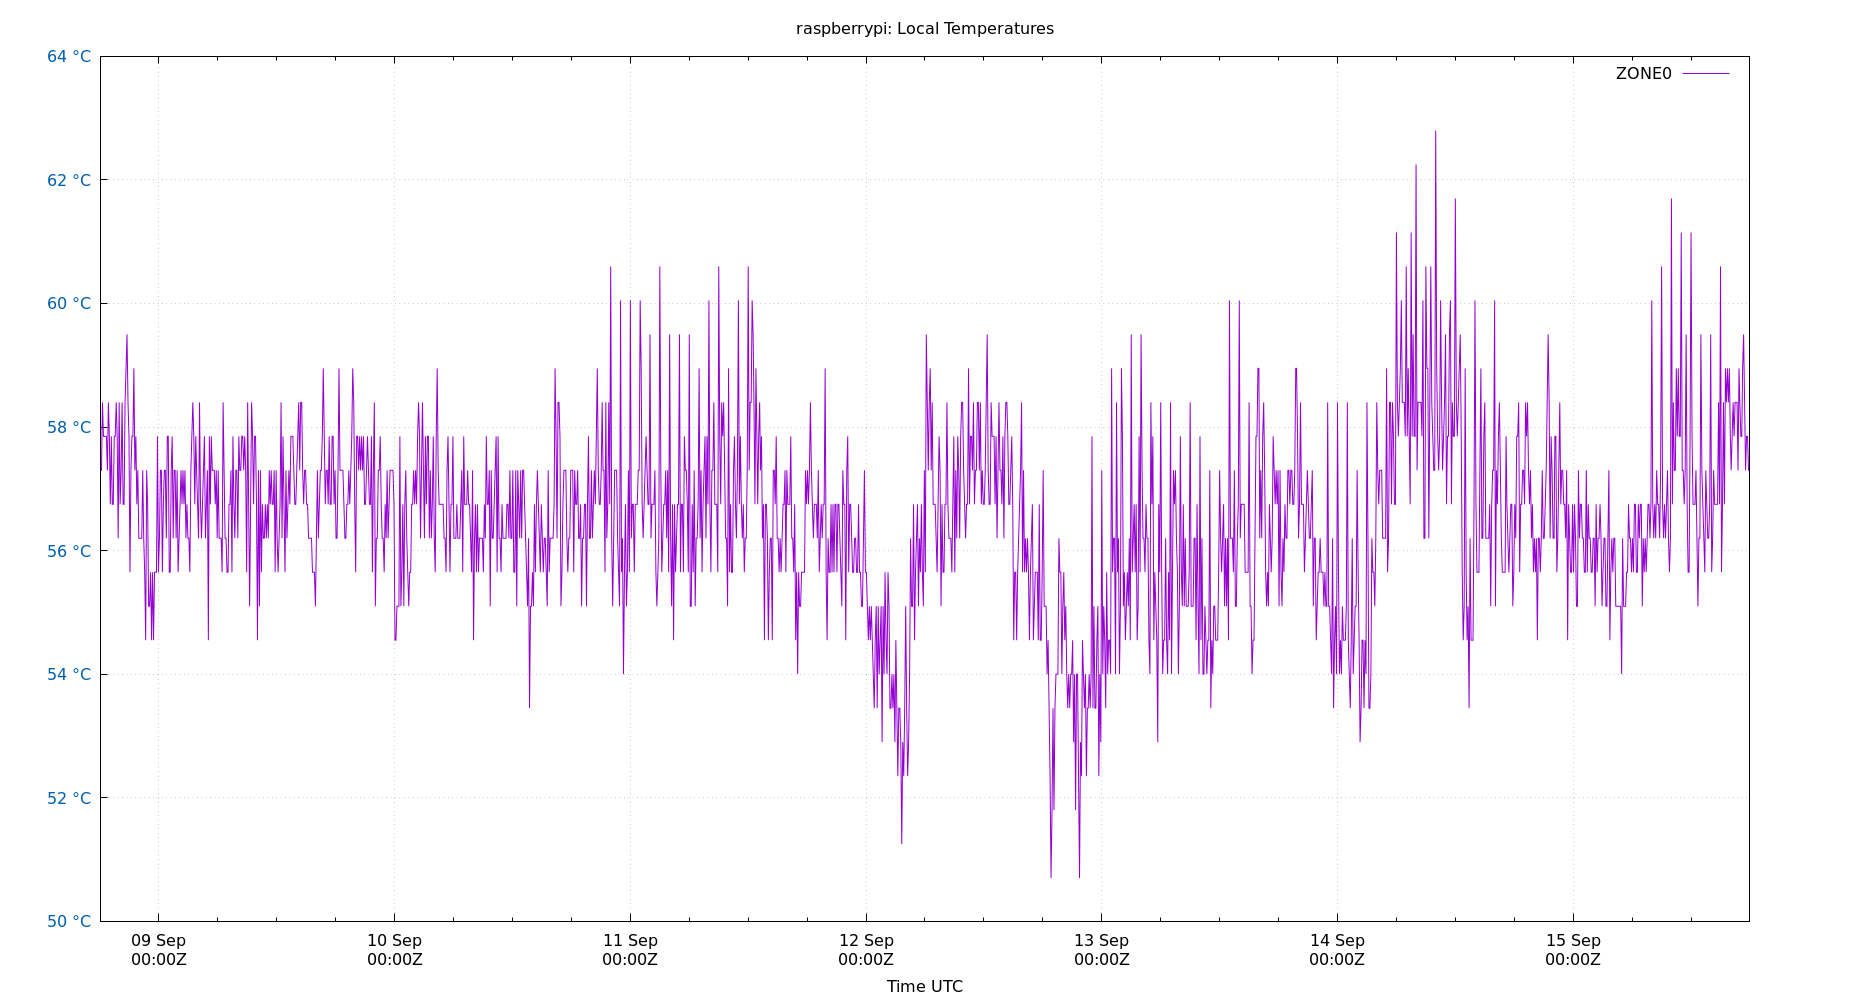 raspberrypi: Local Temperatures
64 °C
ZONE0
62 °C
60 °C
58 °C
56 °C
54 °C
52 °C
50 °C
09 Sep 10 Sep 11 Sep 12 Sep 13 Sep 14 Sep 15 Sep
00:00Z 00:00Z 00:00Z 00:00Z 00:00Z 00:00Z 00:00Z
Time UTC